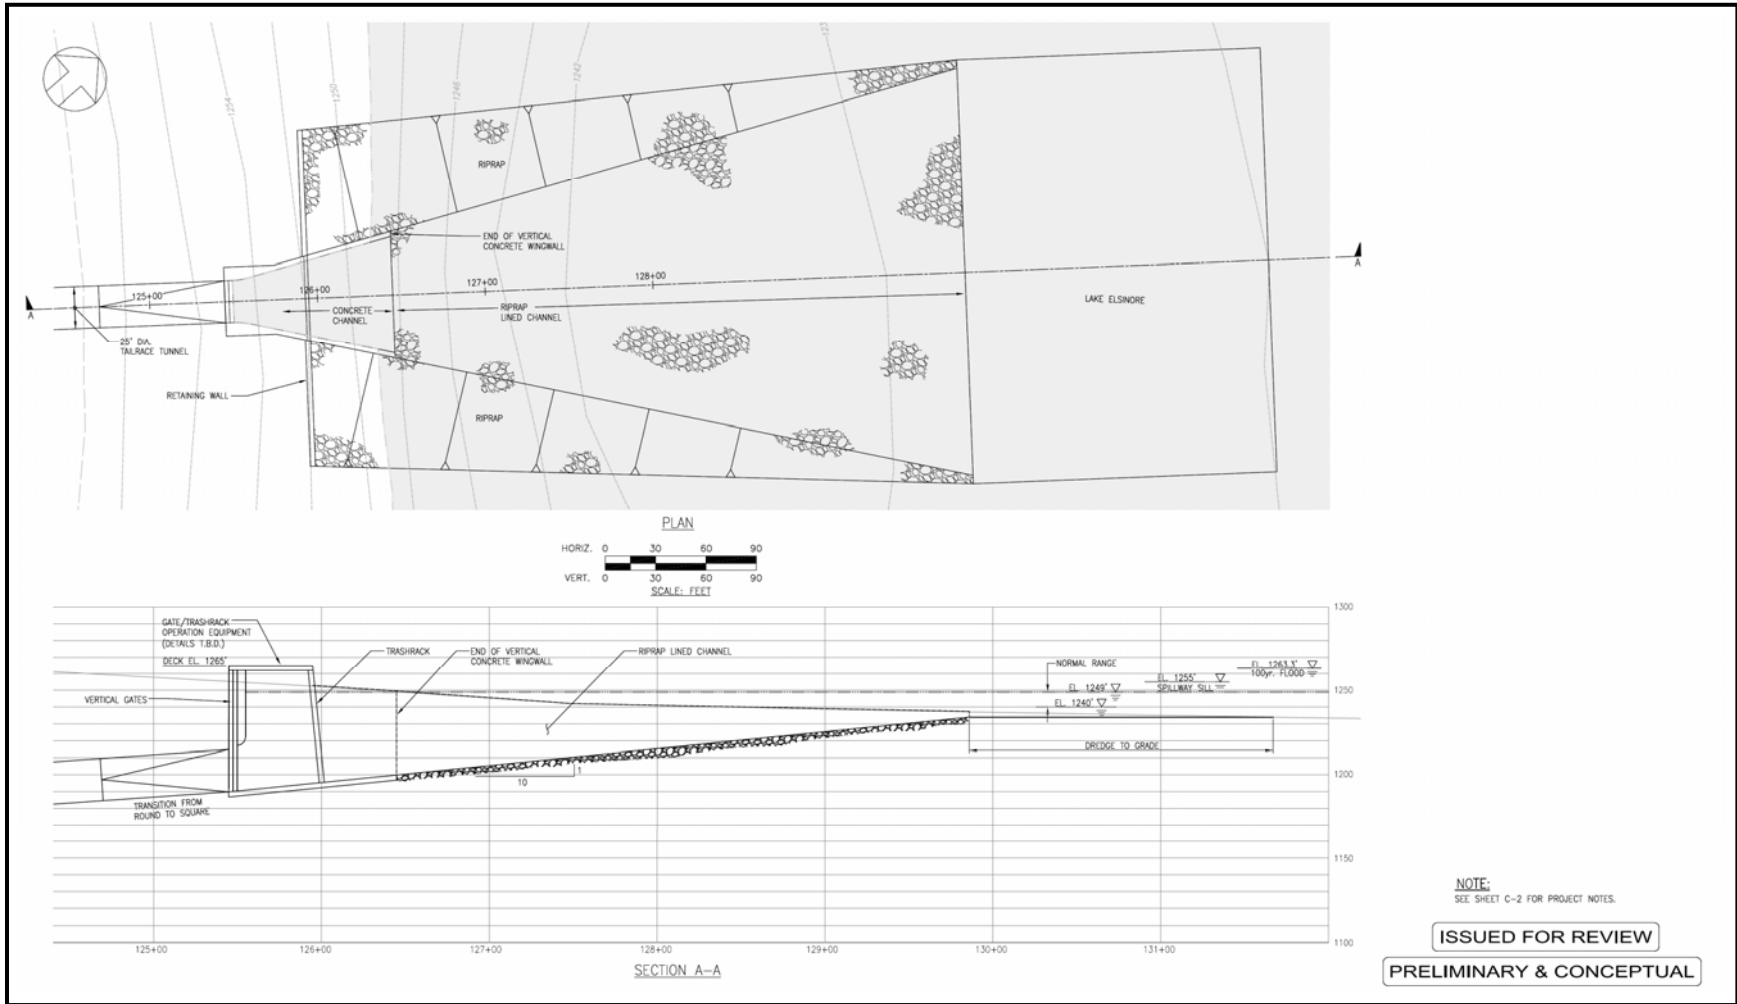 1254
1250
1246
1242
RIPRAP
END OF VERTICAL
CONCRETE WINGWALL
125+00
126+00
127+00
128+00
A
A
CONCRETE
CHANNEL
RIPRAP
LINED CHANNEL
LAKE ELSINORE
25' DIA.
TAILRACE TUNNEL
RETAINING WALL
RIPRAP
PLAN
HORIZ. 0 30 60 90
VERT. 0 30 60 90
SCALE: FEET
GATE/TRASHRACK
OPERATION EQUIPMENT
(DETAILS T.B.D.)
DECK EL. 1265'
TRASHRACK
END OF VERTICAL
CONCRETE WINGWALL
RIPRAP LINED CHANNEL
NORMAL RANGE
EL. 1263.3'
100yr. FLOOD
EL. 1255'
SPILLWAY SILL
EL. 1249'
EL. 1240'
VERTICAL GATES
DREDGE TO GRADE
10
1
TRANSITION FROM
ROUND TO SQUARE
1300
1250
1200
1150
1100
125+00 126+00 127+00 128+00 129+00 130+00 131+00
SECTION A-A
NOTE:
SEE SHEET C-2 FOR PROJECT NOTES.
ISSUED FOR REVIEW
PRELIMINARY & CONCEPTUAL